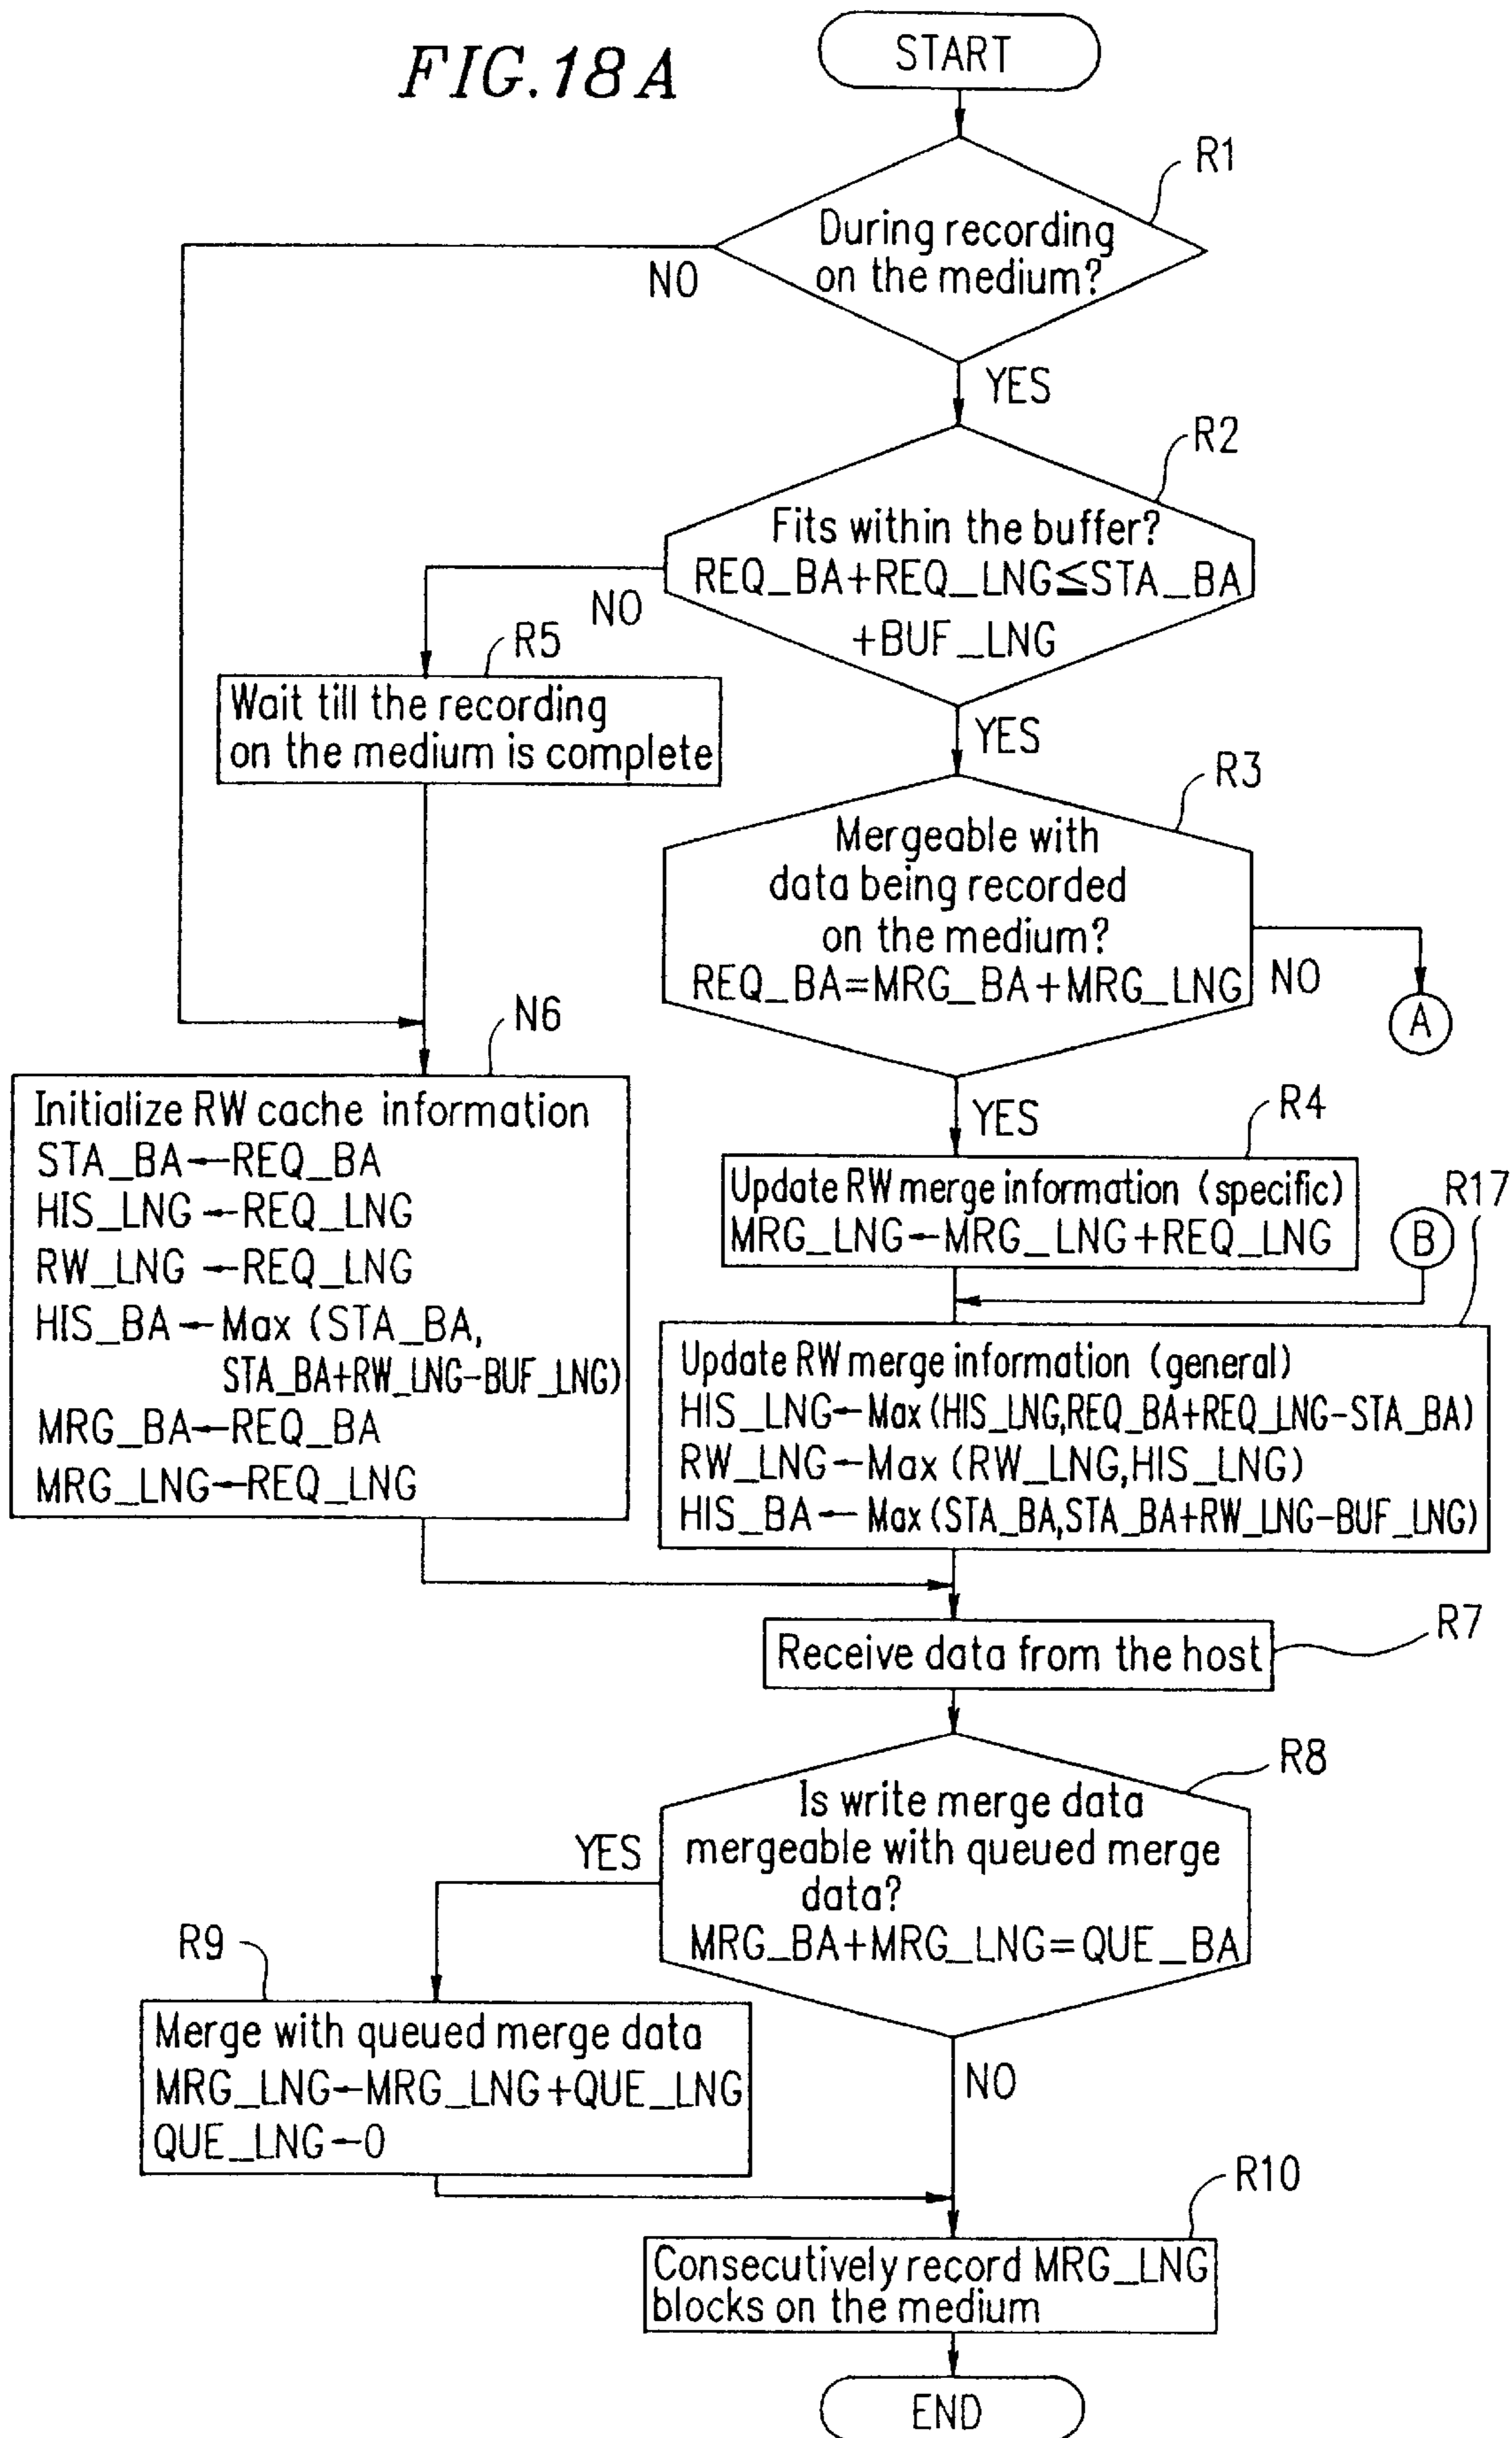 FIG.18A
START
R1
During recording
on the medium?
NO
YES
R2
Fits within the buffer?
REQ_BA+REQ_LNG≦STA_BA
+BUF_LNG
NO
R5
Wait till the recording
on the medium is complete
YES
R3
Mergeable with
data being recorded
on the medium?
REQ_BA=MRG_BA+MRG_LNG
NO
A
N6
Initialize RW cache information
STA_BA←REQ_BA
HIS_LNG←REQ_LNG
RW_LNG←REQ_LNG
HIS_BA←Max (STA_BA,
STA_BA+RW_LNG-BUF_LNG)
MRG_BA←REQ_BA
MRG_LNG←REQ_LNG
YES
R4
Update RW merge information (specific)
MRG_LNG←MRG_LNG+REQ_LNG
R17
B
Update RW merge information (general)
HIS_LNG←Max(HIS_LNG,REQ_BA+REQ_LNG-STA_BA)
RW_LNG←Max (RW_LNG,HIS_LNG)
HIS_BA←Max(STA_BA,STA_BA+RW_LNG-BUF_LNG)
R7
Receive data from the host
R8
Is write merge data
mergeable with queued merge
data?
MRG_BA+MRG_LNG=QUE_BA
YES
R9
Merge with queued merge data
MRG_LNG←MRG_LNG+QUE_LNG
QUE_LNG←0
NO
R10
Consecutively record MRG_LNG
blocks on the medium
END